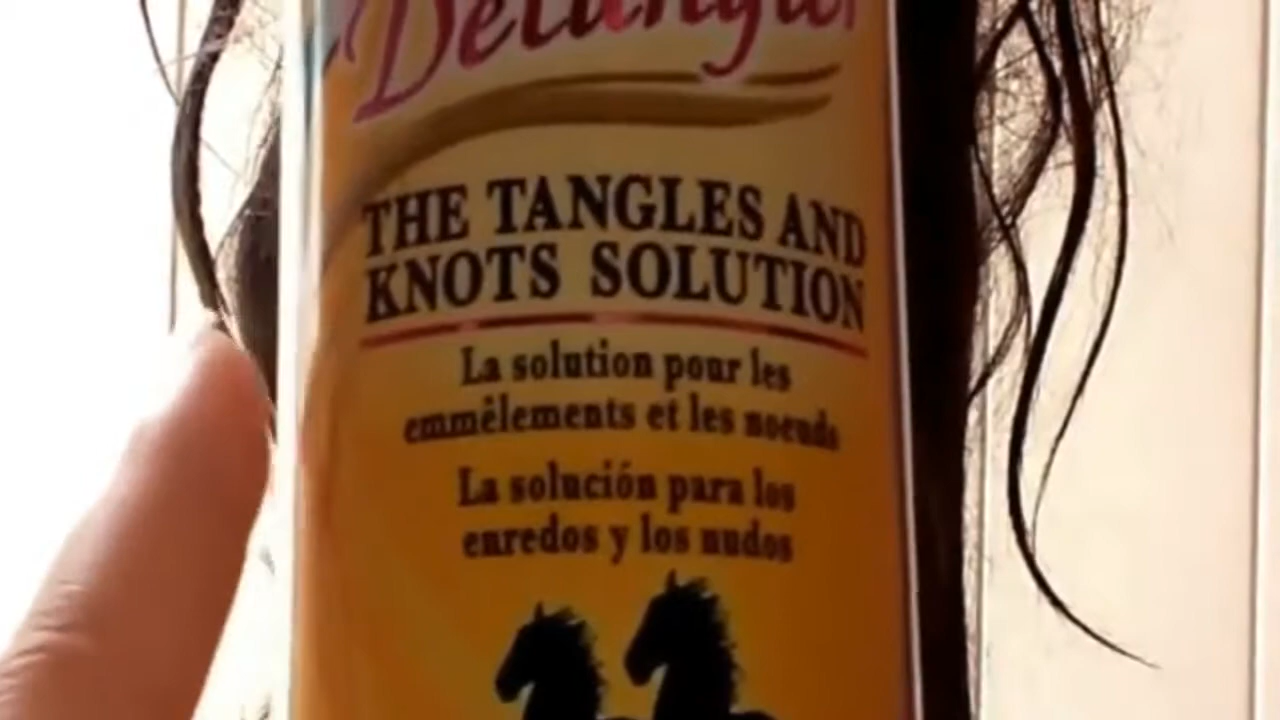 Detangler
THE TANGLES AND
KNOTS SOLUTION
La solution pour les
emmêlements et les noeuds
La solución para los
enredos y los nudos